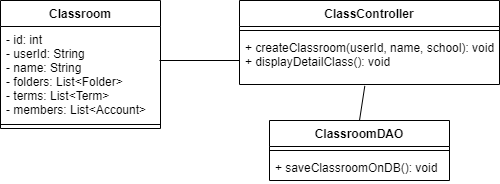 Classroom
- id: int
- userId: String
- name: String
- folders: List<Folder>
- terms: List<Term>
- members: List<Account>
ClassController
+ createClassroom(userId, name, school): void
+ displayDetailClass(): void
ClassroomDAO
+ saveClassroomOnDB(): void